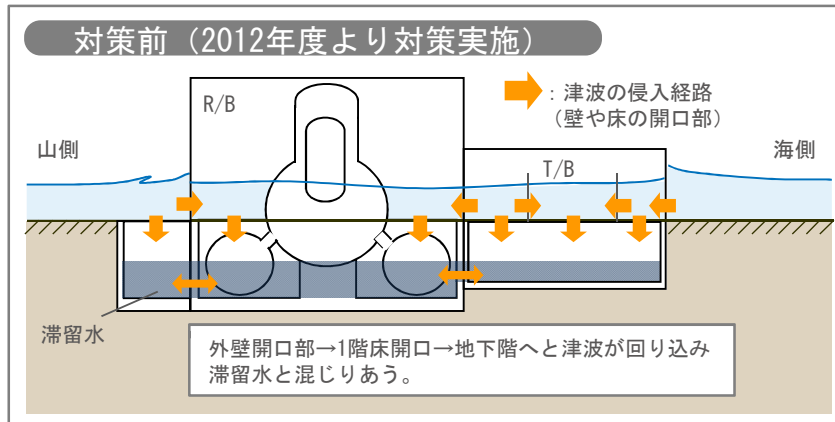 対策前（2012年度より対策実施）
R/B
：津波の侵入経路
（壁や床の開口部）
山側
海側
T/B
滞留水
外壁開口部→1階床開口→地下階へと津波が回り込み
滞留水と混じりあう。